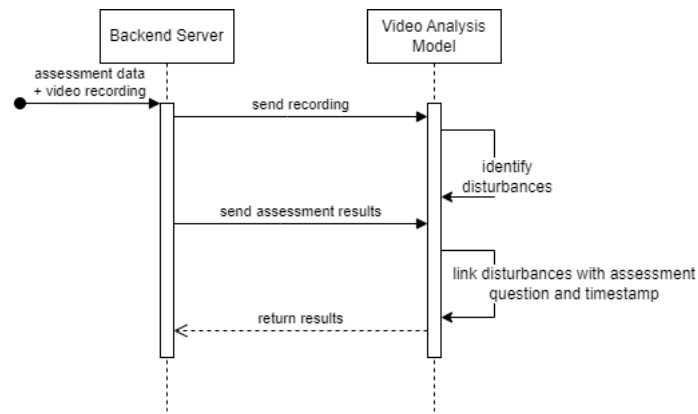 Backend Server
Video Analysis
Model
assessment data
+ video recording
send recording
identify
disturbances
send assessment results
link disturbances with assessment
question and timestamp
return results